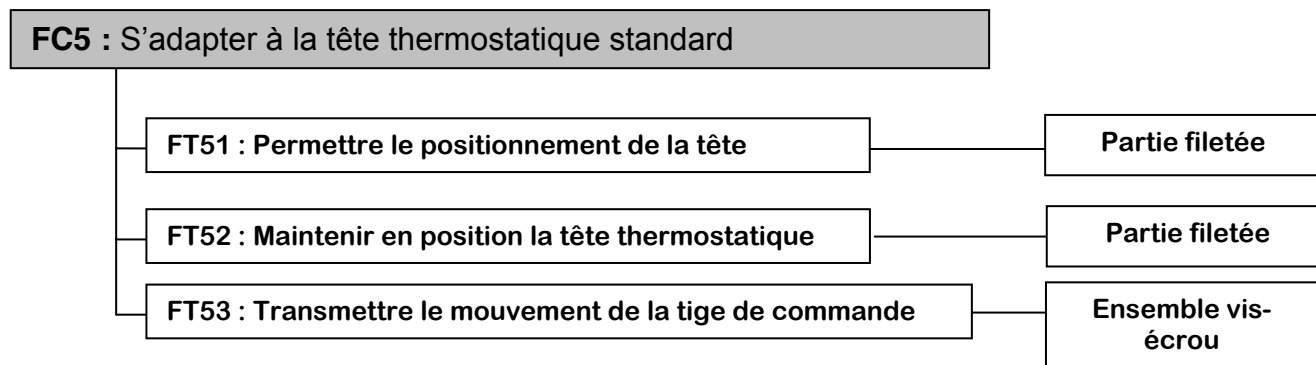 FC5 : S'adapter à la tête thermostatique standard
FT51 : Permettre le positionnement de la tête
Partie filetée
FT52 : Maintenir en position la tête thermostatique
Partie filetée
FT53 : Transmettre le mouvement de la tige de commande
Ensemble vis-
écrou